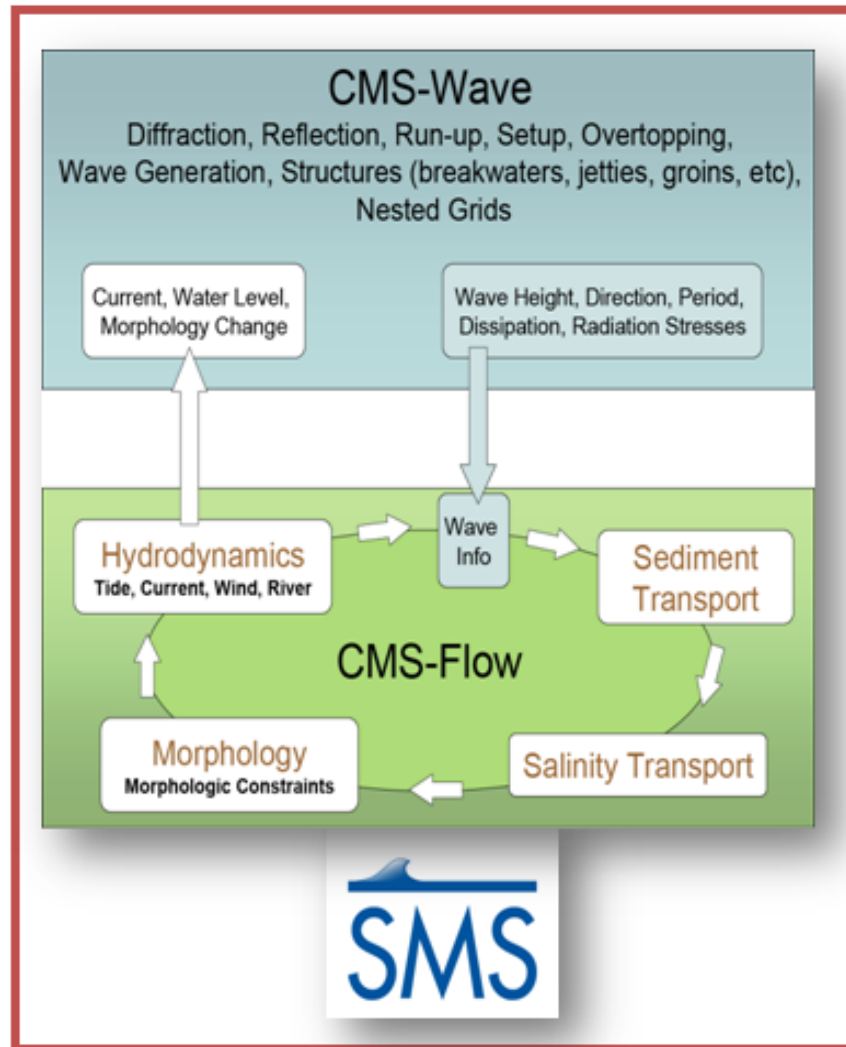 CMS-Wave
Diffraction, Reflection, Run-up, Setup, Overtopping,
Wave Generation, Structures (breakwaters, jetties, groins, etc),
Nested Grids
Current, Water Level,
Morphology Change
Wave Height, Direction, Period,
Dissipation, Radiation Stresses
Hydrodynamics
Tide, Current, Wind, River
Wave
Info
Sediment
Transport
CMS-Flow
Morphology
Morphologic Constraints
Salinity Transport
SMS